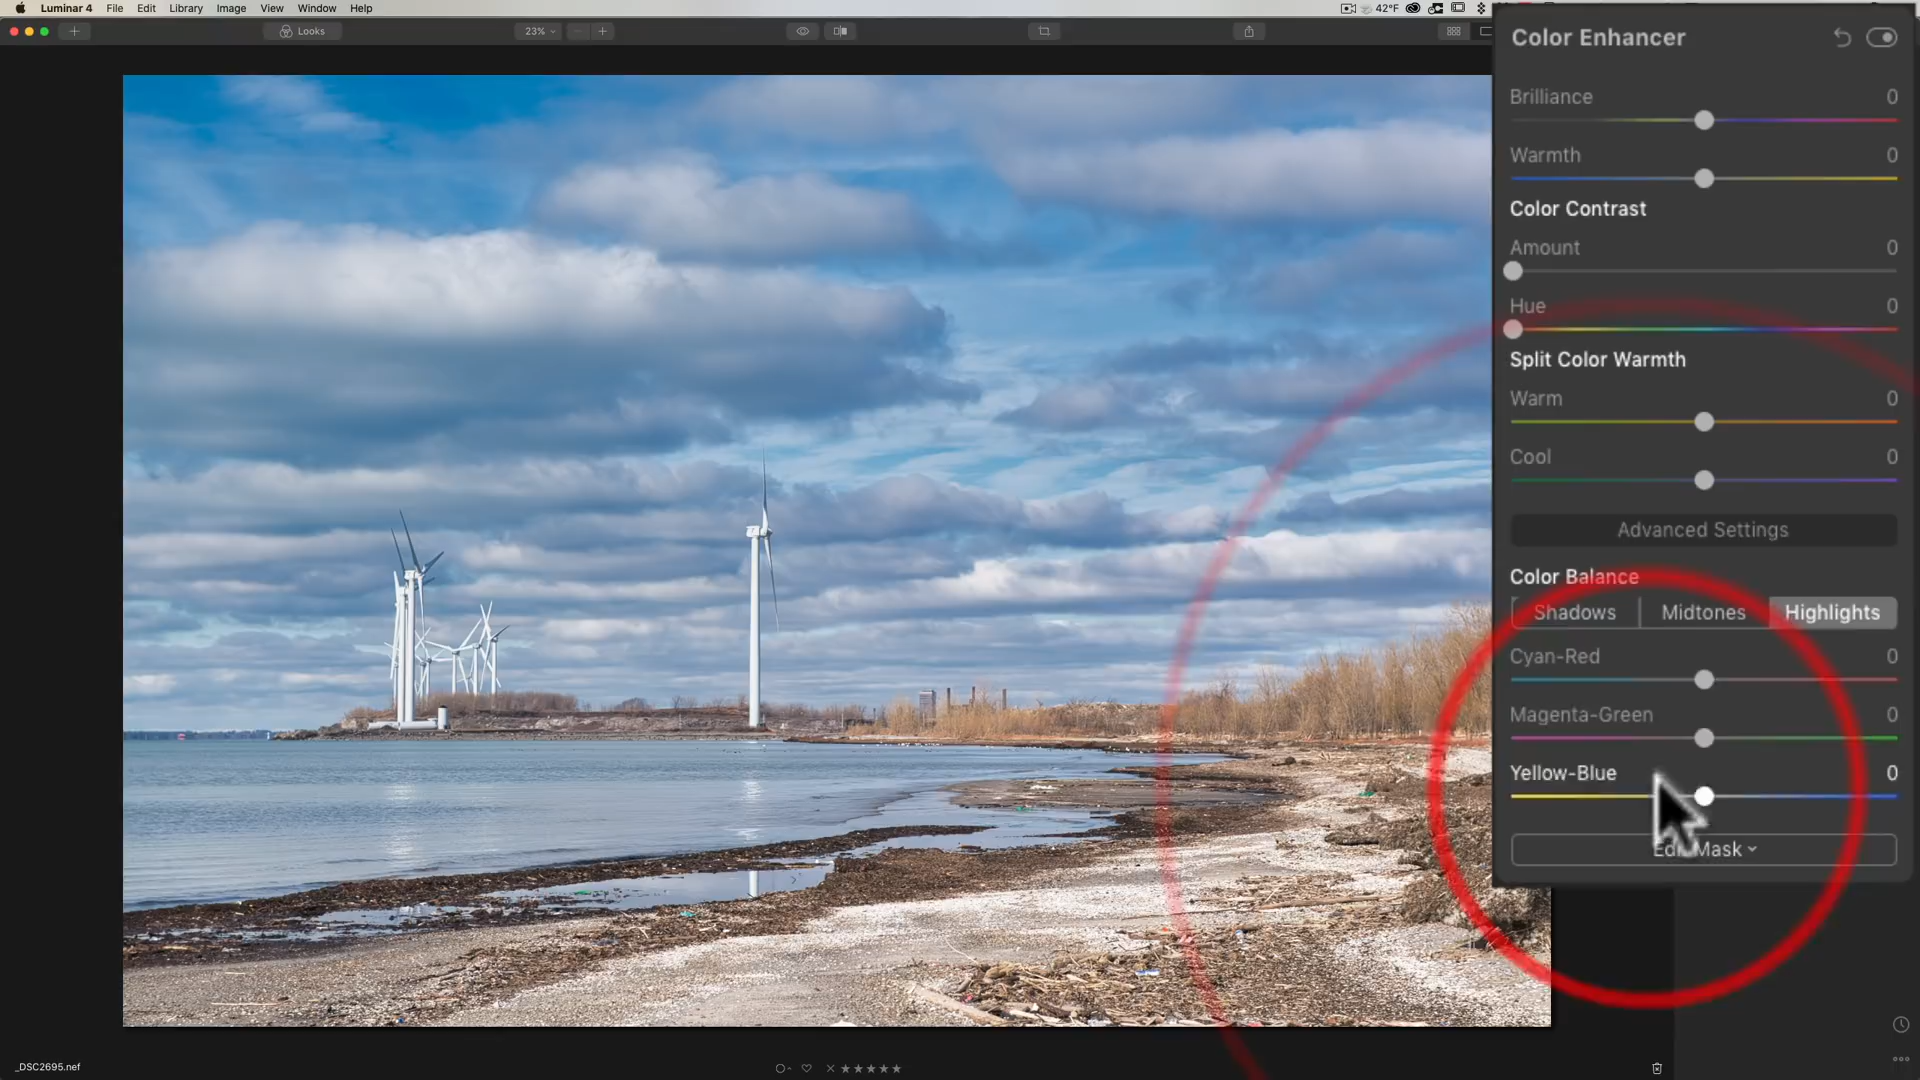 Luminar 4 File Edit Library Image View Window Help 42°F
Looks 23%
Color Enhancer
Brilliance 0
Warmth 0
Color Contrast
Amount 0
Hue 0
Split Color Warmth
Warm 0
Cool 0
Advanced Settings
Color Balance
Shadows Midtones Highlights
Cyan-Red 0
Magenta-Green 0
Yellow-Blue 0
Mask
_DSC2695.nef